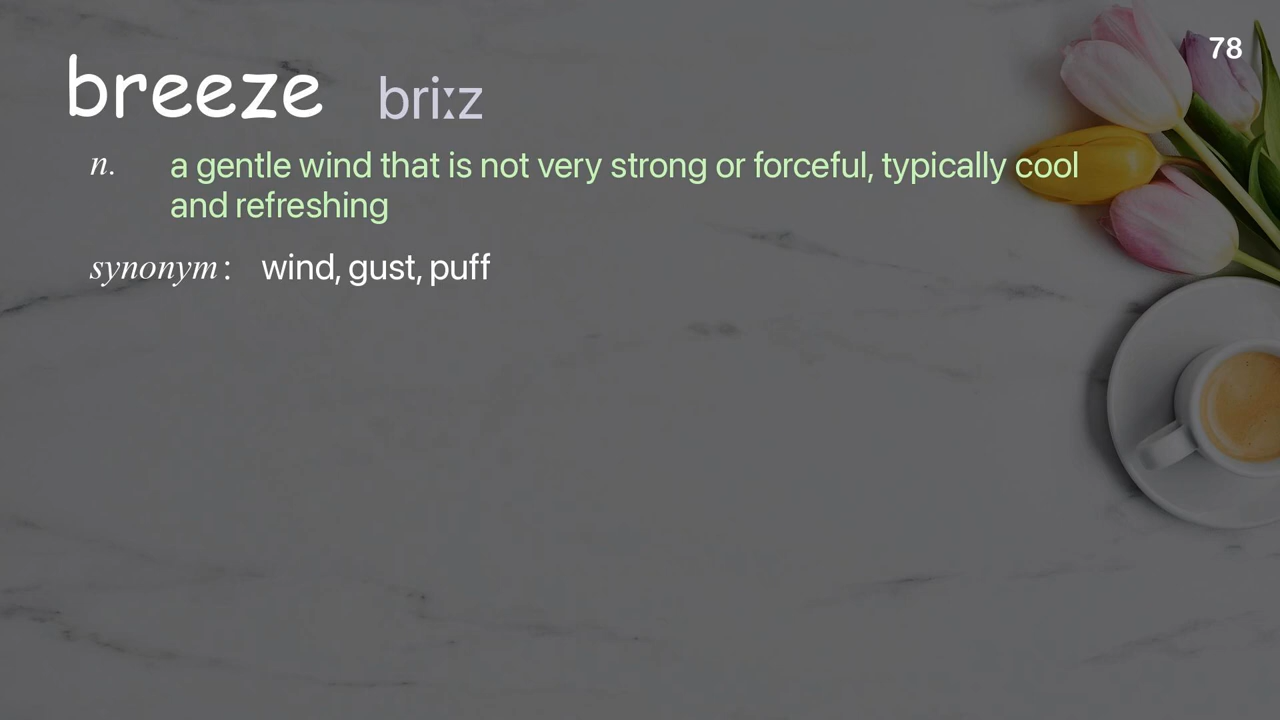 78
breeze briːz
n. a gentle wind that is not very strong or forceful, typically cool
and refreshing
synonym: wind, gust, puff